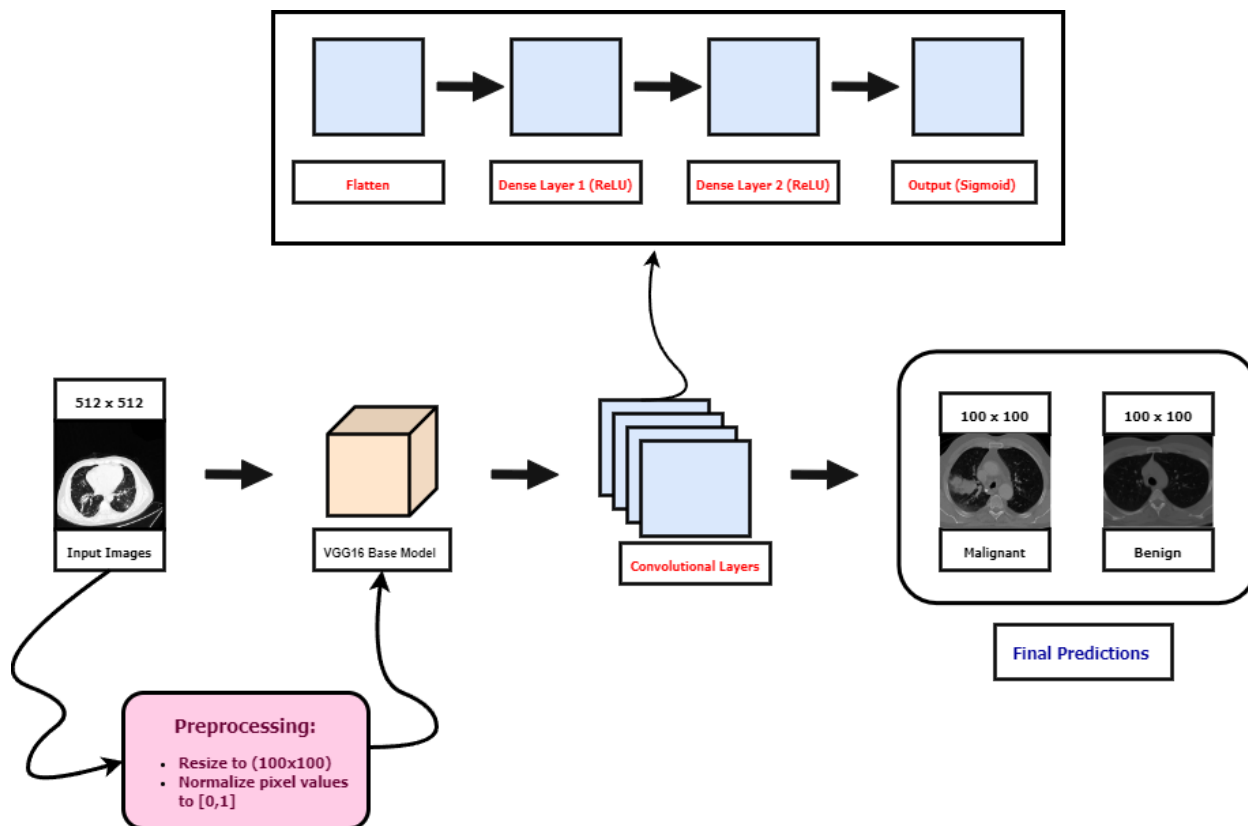 Flatten
Dense Layer 1 (ReLU)
Dense Layer 2 (ReLU)
Output (Sigmoid)
512 x 512
Input Images
VGG16 Base Model
Convolutional Layers
100 x 100
100 x 100
Malignant
Benign
Final Predictions
Preprocessing:
• Resize to (100x100)
• Normalize pixel values
to [0,1]